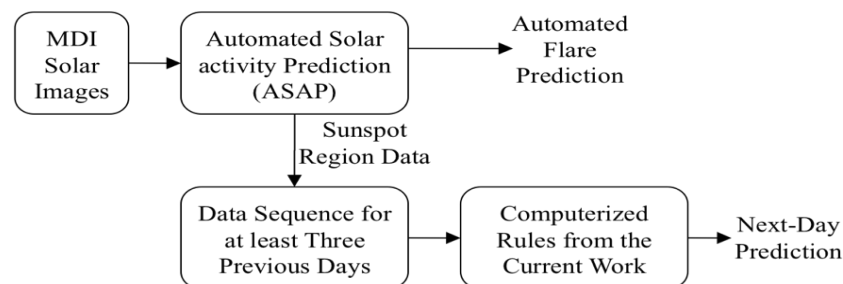 MDI
Solar
Images
Automated Solar
activity Prediction
(ASAP)
Automated
Flare
Prediction
Sunspot
Region Data
Data Sequence for
at least Three
Previous Days
Computerized
Rules from the
Current Work
Next-Day
Prediction